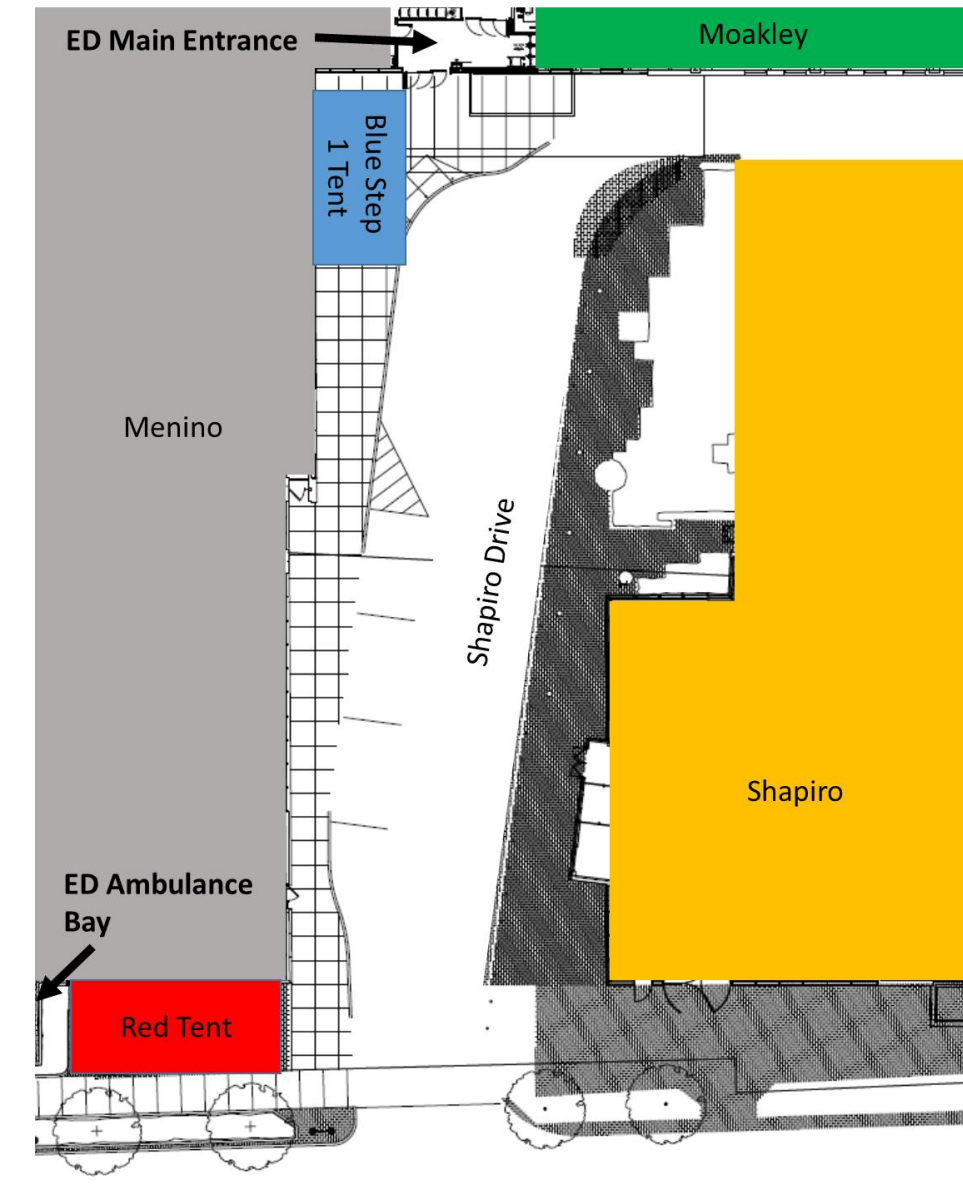 ED Main Entrance
Moakley
Blue Step
1 Tent
Menino
Shapiro Drive
Shapiro
ED Ambulance
Bay
Red Tent